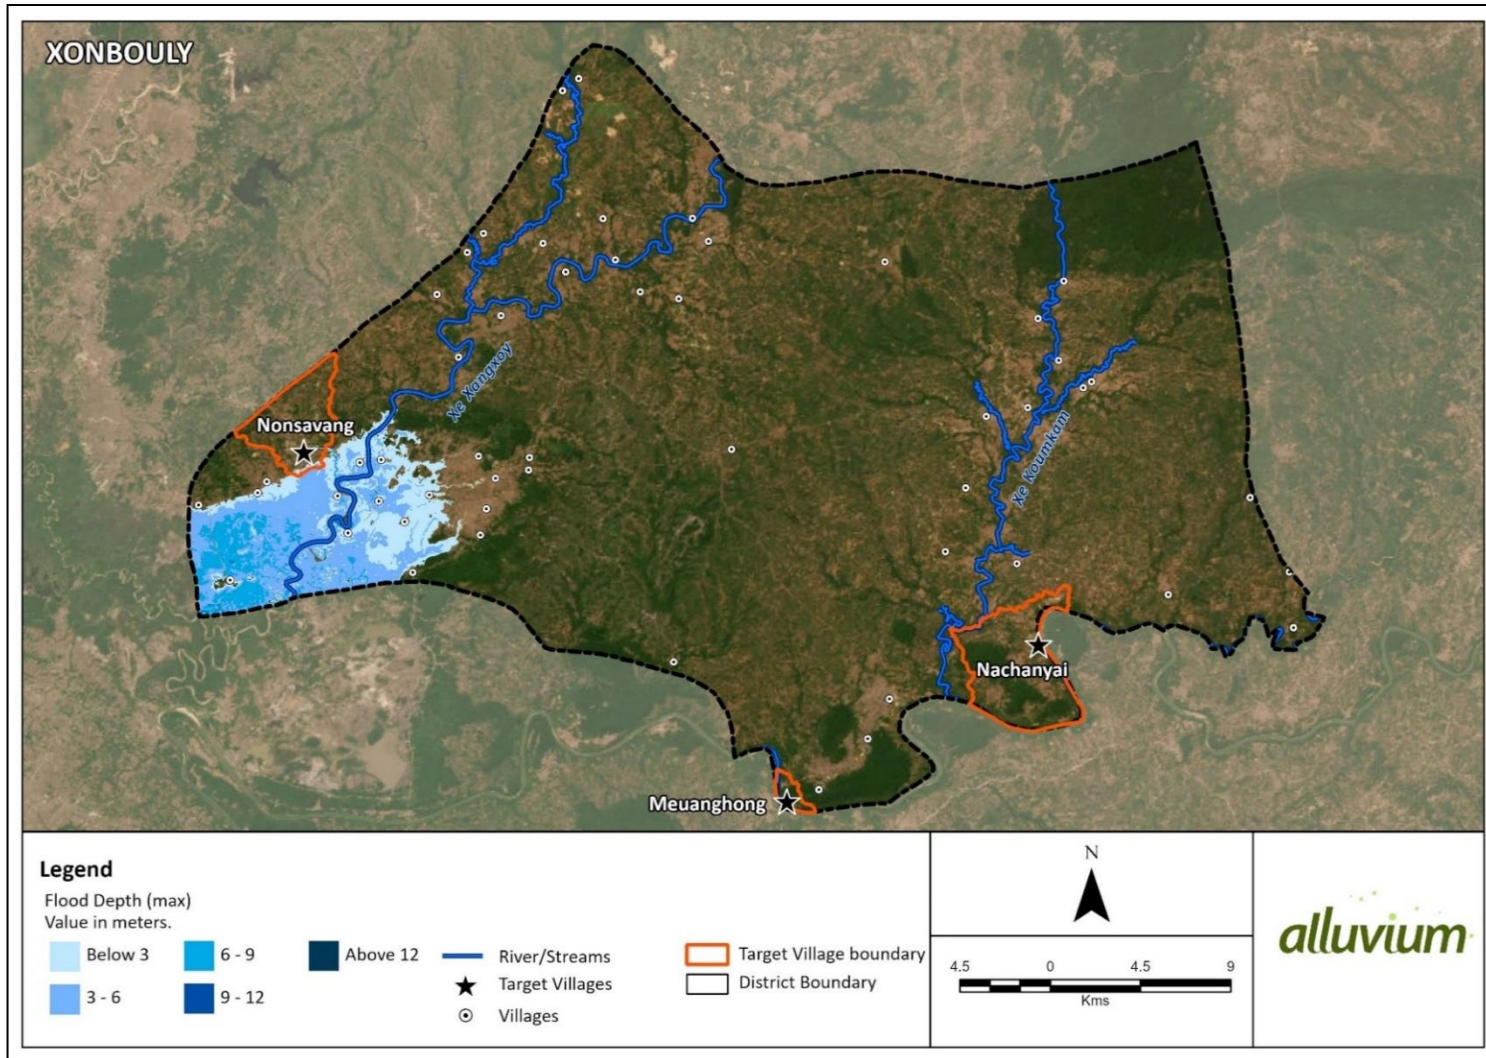 XONBOULY
Xe Xangxoy
Nonsavang
Xe Koumkam
Nachanyai
Meuanghong
Legend
Flood Depth (max)
Value in meters.
Below 3
6 - 9
Above 12
3 - 6
9 - 12
River/Streams
Target Villages
Villages
Target Village boundary
District Boundary
N
4.5 0 4.5 9
Kms
alluvium